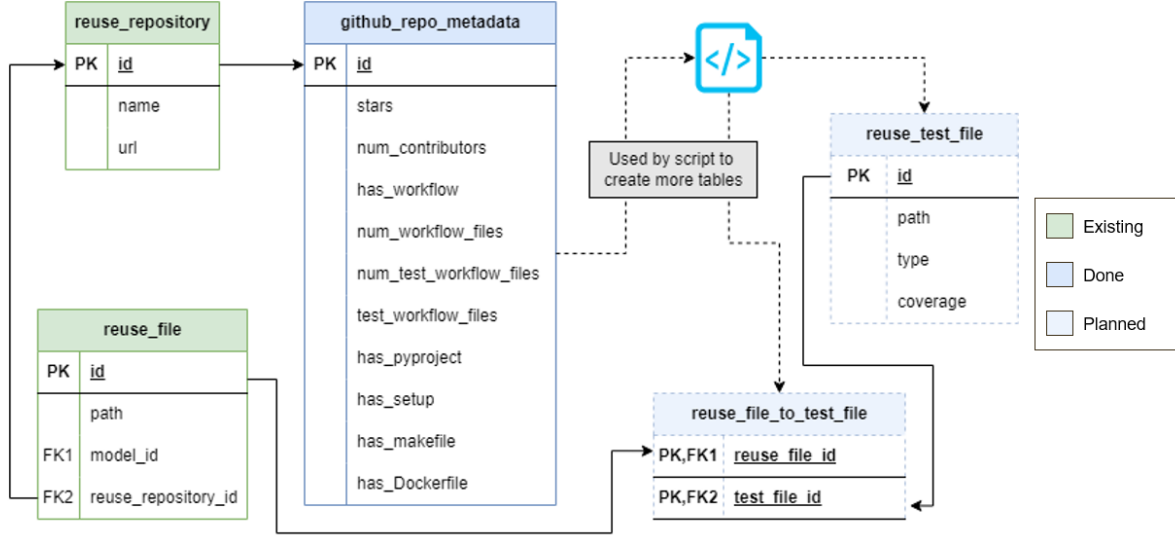 reuse_repository
PK id
name
url
github_repo_metadata
PK id
stars
num_contributors
has_workflow
num_workflow_files
num_test_workflow_files
test_workflow_files
has_pyproject
has_setup
has_makefile
has_Dockerfile
</>
Used by script to
create more tables
reuse_test_file
PK id
path
type
coverage
Existing
Done
Planned
reuse_file
PK id
path
FK1 model_id
FK2 reuse_repository_id
reuse_file_to_test_file
PK,FK1 reuse_file_id
PK,FK2 test_file_id